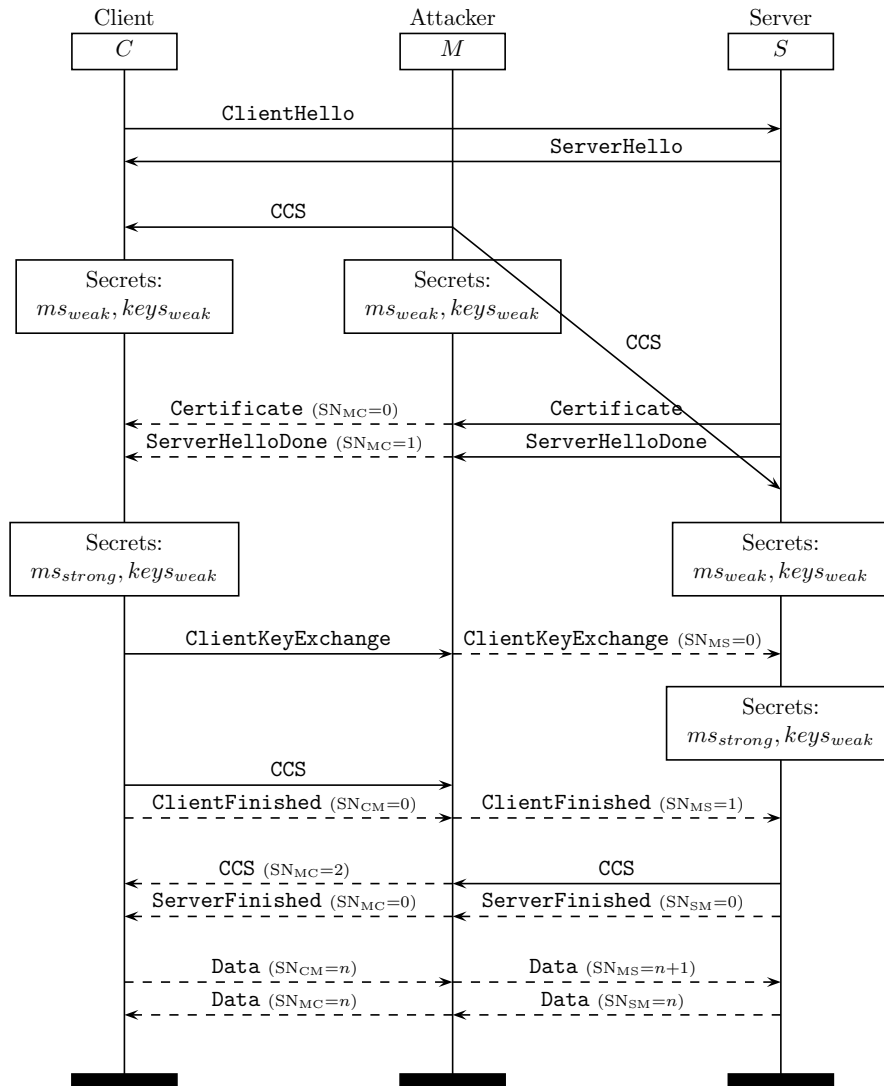 Client Attacker Server
C M S
ClientHello
ServerHello
CCS
Secrets: Secrets:
ms_weak, keys_weak ms_weak, keys_weak
CCS
Certificate (SN_MC=0) Certificate
ServerHelloDone (SN_MC=1) ServerHelloDone
Secrets: Secrets:
ms_strong, keys_weak ms_weak, keys_weak
ClientKeyExchange ClientKeyExchange (SN_MS=0)
Secrets:
ms_strong, keys_weak
CCS
ClientFinished (SN_CM=0) ClientFinished (SN_MS=1)
CCS (SN_MC=2) CCS
ServerFinished (SN_MC=0) ServerFinished (SN_SM=0)
Data (SN_CM=n) Data (SN_MS=n+1)
Data (SN_MC=n) Data (SN_SM=n)